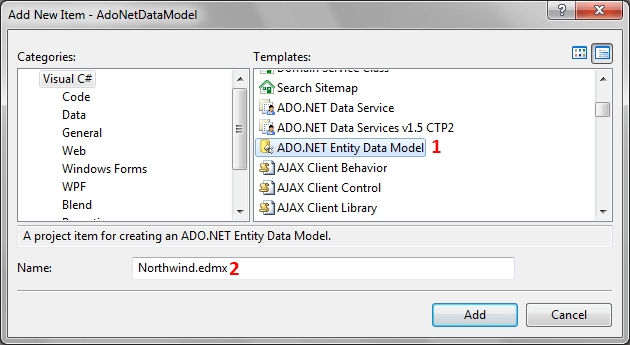 Add New Item - AdoNetDataModel
Categories:
Templates:
Visual C#
Code
Data
General
Web
Windows Forms
WPF
Blend
Domain Service Class
Search Sitemap
ADO.NET Data Service
ADO.NET Data Services v1.5 CTP2
ADO.NET Entity Data Model 1
AJAX Client Behavior
AJAX Client Control
AJAX Client Library
A project item for creating an ADO.NET Entity Data Model.
Name: Northwind.edmx 2
Add Cancel